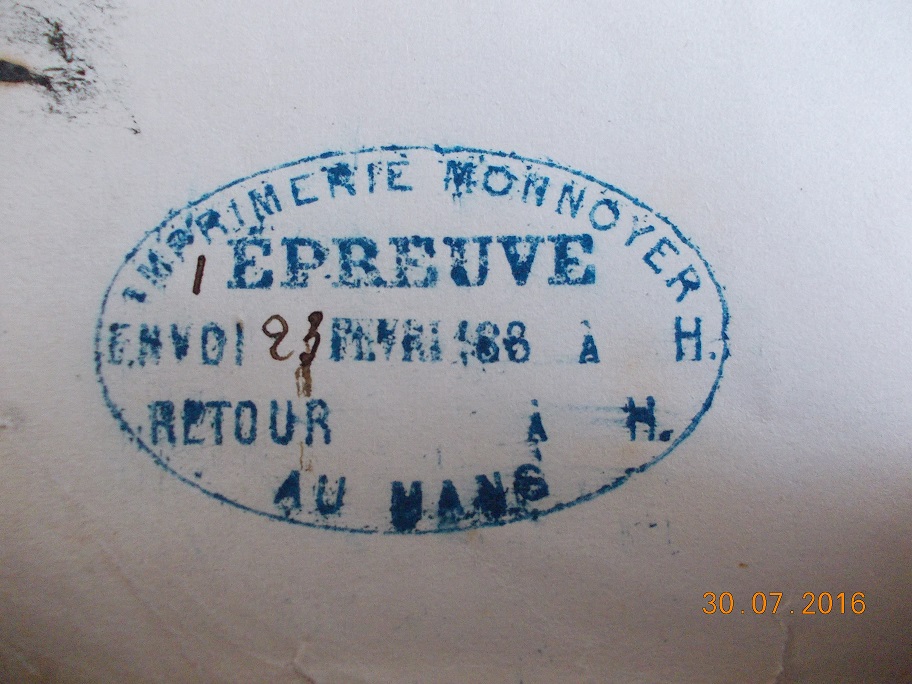 IMPRIMERIE MONNOYER
1 ÉPREUVE
ENVOI 23 FEVRI 188 À H.
RETOUR À H.
AU MANS
30.07.2016